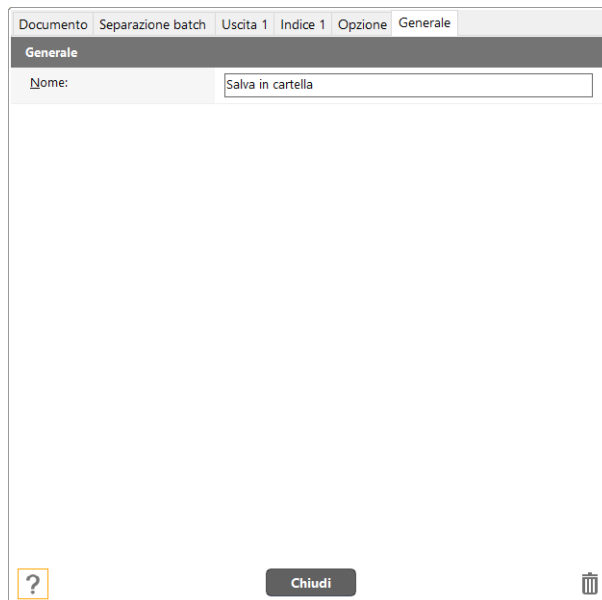 Documento Separazione batch Uscita 1 Indice 1 Opzione Generale
Generale
Nome: Salva in cartella
? Chiudi